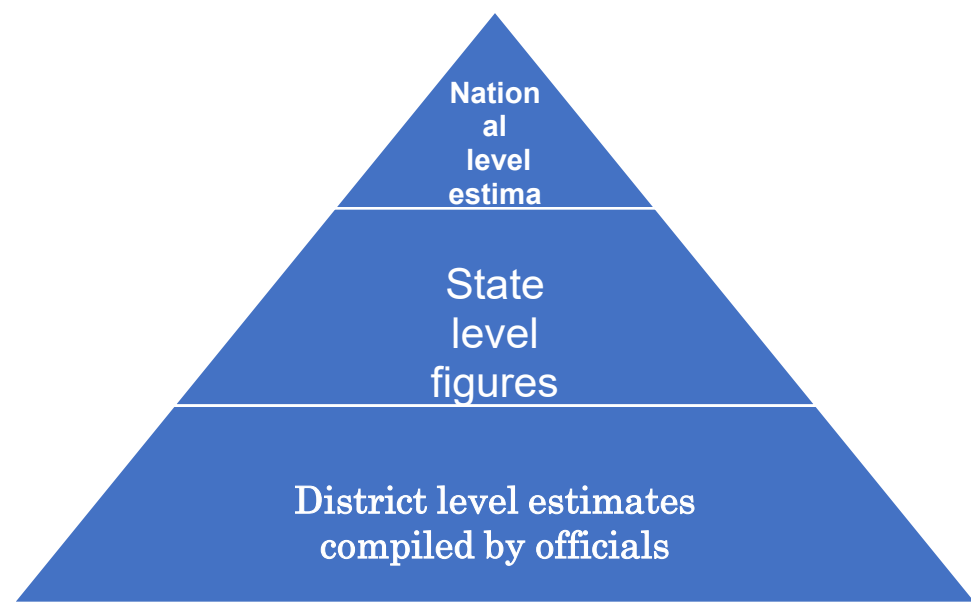 Nation
al
level
estima
State
level
figures
District level estimates
compiled by officials